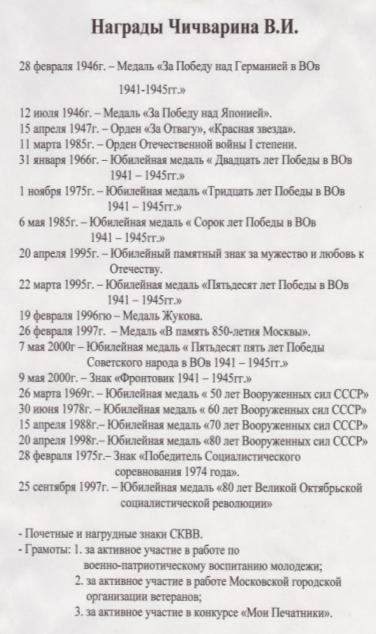 Награды Чичварина В.И.
28 февраля 1946г. – Медаль «За Победу над Германией в ВОв
1941-1945гг.»
12 июля 1946г. – Медаль «За Победу над Японией».
15 апреля 1947г. – Орден «За Отвагу», «Красная звезда».
11 марта 1985г. – Орден Отечественной войны I степени.
31 января 1966г. – Юбилейная медаль « Двадцать лет Победы в ВОв
1941 – 1945гг.»
1 ноября 1975г. – Юбилейная медаль «Тридцать лет Победы в ВОв
1941 – 1945гг.»
6 мая 1985г. – Юбилейная медаль « Сорок лет Победы в ВОв
1941 – 1945гг.»
20 апреля 1995г. – Юбилейный памятный знак за мужество и любовь к
Отечеству.
22 марта 1995г. – Юбилейная медаль «Пятьдесят лет Победы в ВОв
1941 – 1945гг.»
19 февраля 1996гю – Медаль Жукова.
26 февраля 1997г. – Медаль «В память 850-летия Москвы».
7 мая 2000г – Юбилейная медаль « Пятьдесят пять лет Победы
Советского народа в ВОв 1941 – 1945гг.»
9 мая 2000г. – Знак «Фронтовик 1941 – 1945гг.»
26 марта 1969г. – Юбилейная медаль « 50 лет Вооруженных сил СССР»
30 июня 1978г. – Юбилейная медаль « 60 лет Вооруженных сил СССР»
15 апреля 1988г.– Юбилейная медаль «70 лет Вооруженных сил СССР»
20 апреля 1998г.– Юбилейная медаль «80 лет Вооруженных сил СССР»
28 февраля 1975г.– Знак «Победитель Социалистического
соревнования 1974 года».
25 сентября 1997г. – Юбилейная медаль «80 лет Великой Октябрьской
социалистической революции»
- Почетные и нагрудные знаки СКВВ.
- Грамоты: 1. за активное участие в работе по
военно-патриотическому воспитанию молодежи;
2. за активное участие в работе Московской городской
организации ветеранов;
3. за активное участие в конкурсе «Мои Печатники».